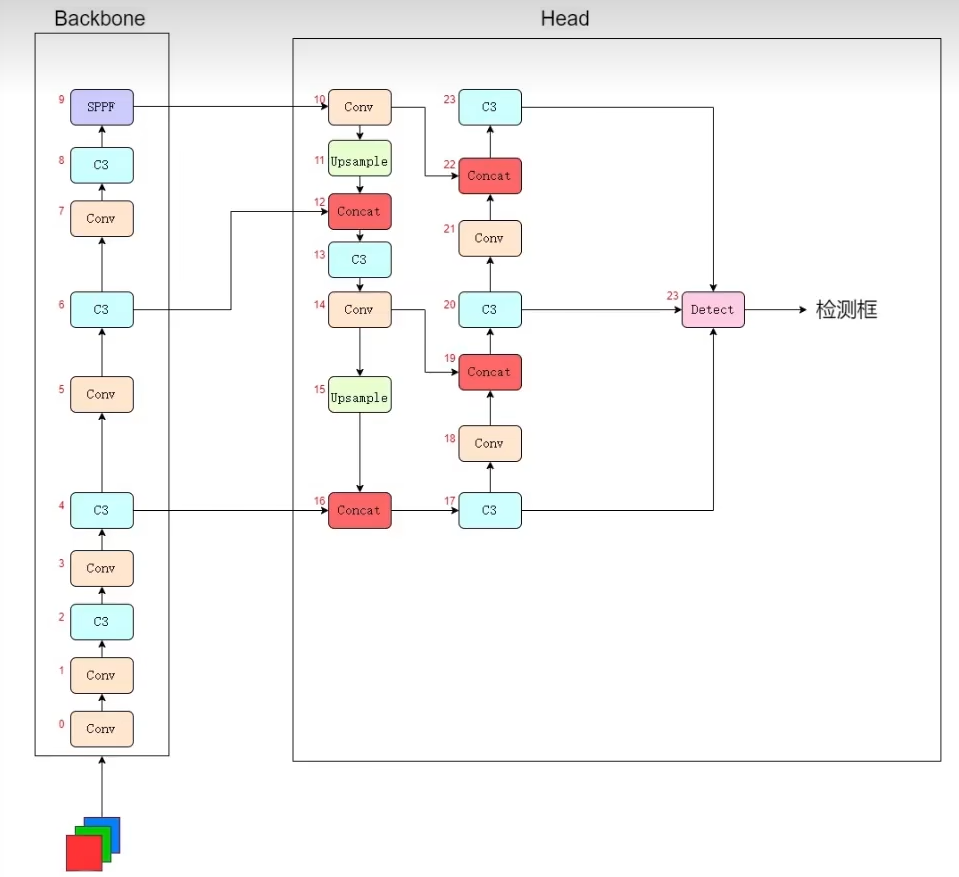 Backbone
Head
9 SPPF
8 C3
7 Conv
6 C3
5 Conv
4 C3
3 Conv
2 C3
1 Conv
0 Conv
10 Conv
11 Upsample
12 Concat
13 C3
14 Conv
15 Upsample
16 Concat
23 C3
22 Concat
21 Conv
20 C3
19 Concat
18 Conv
17 C3
23 Detect
检测框